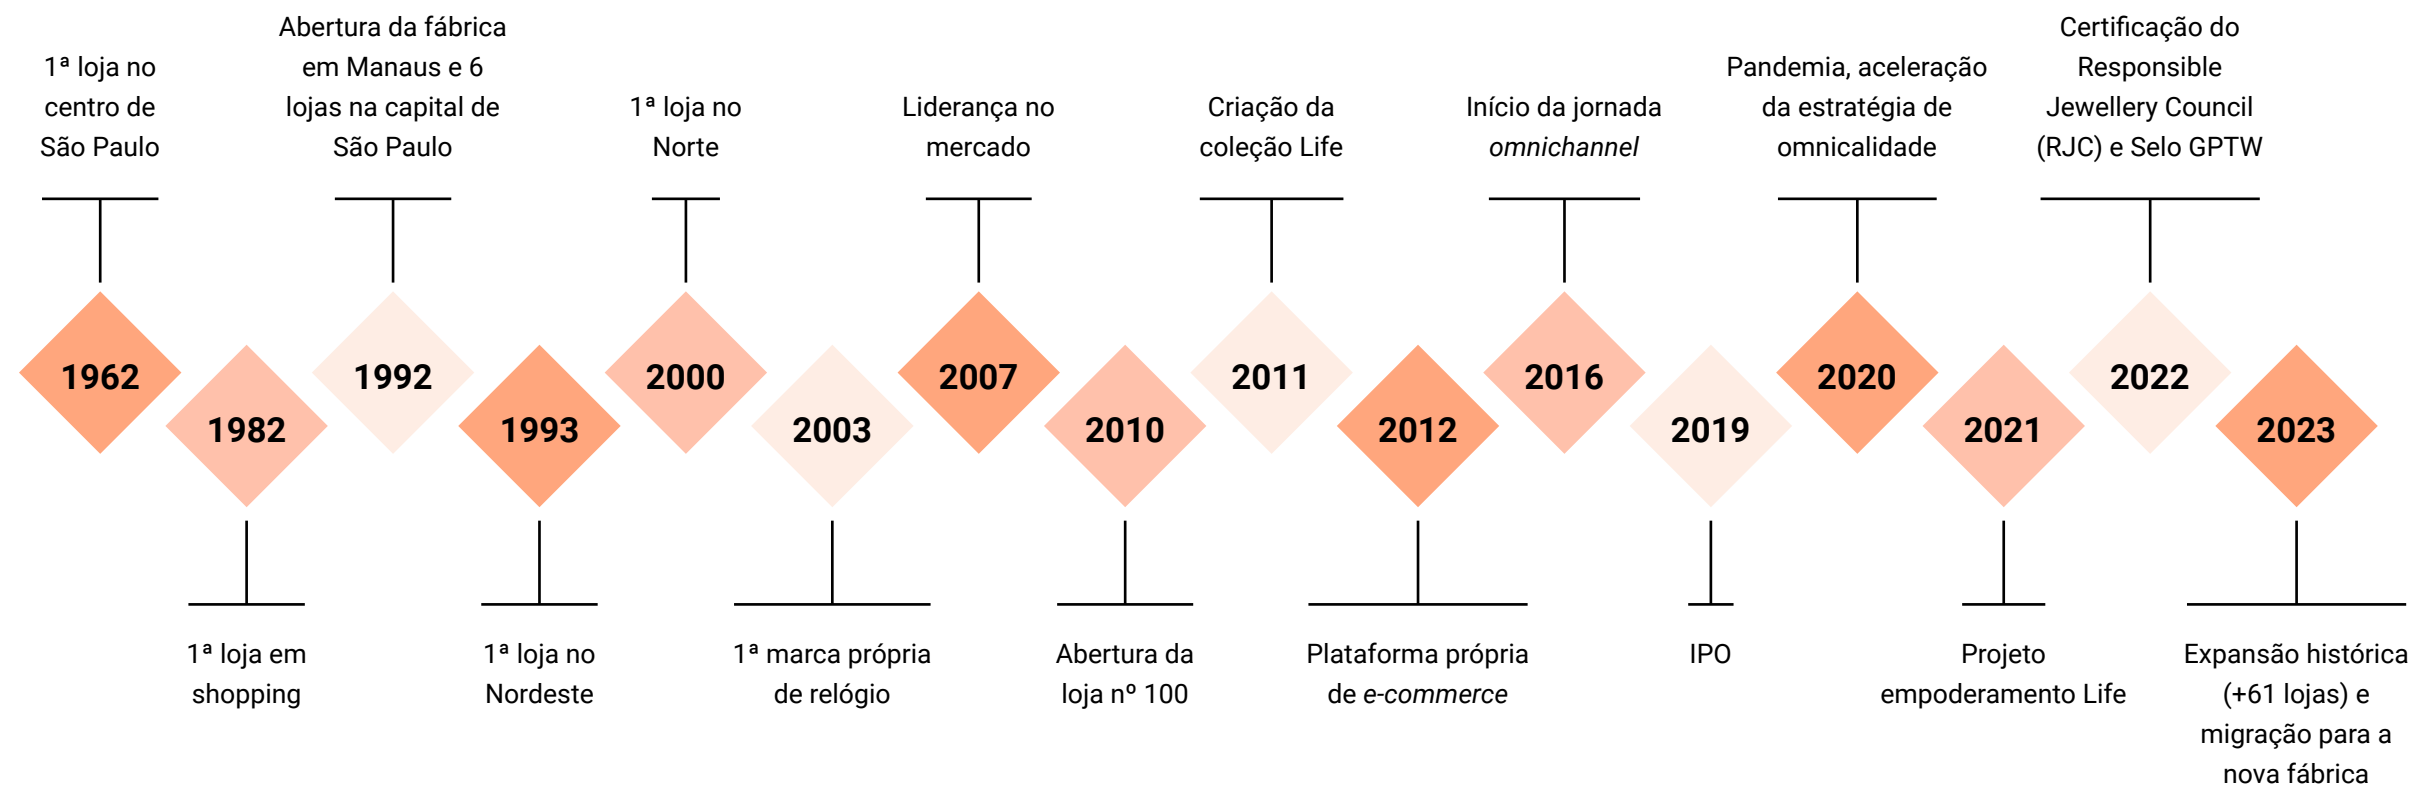 1ª loja no
centro de
São Paulo
1962
1982
1ª loja em
shopping
Abertura da fábrica
em Manaus e 6
lojas na capital de
São Paulo
1992
1993
1ª loja no
Nordeste
1ª loja no
Norte
2000
2003
1ª marca própria
de relógio
Liderança no
mercado
2007
2010
Abertura da
loja nº 100
Criação da
coleção Life
2011
2012
Plataforma própria
de e-commerce
Início da jornada
omnichannel
2016
2019
IPO
Pandemia, aceleração
da estratégia de
omnicalidade
2020
2021
Projeto
empoderamento Life
Certificação do
Responsible
Jewellery Council
(RJC) e Selo GPTW
2022
2023
Expansão histórica
(+61 lojas) e
migração para a
nova fábrica